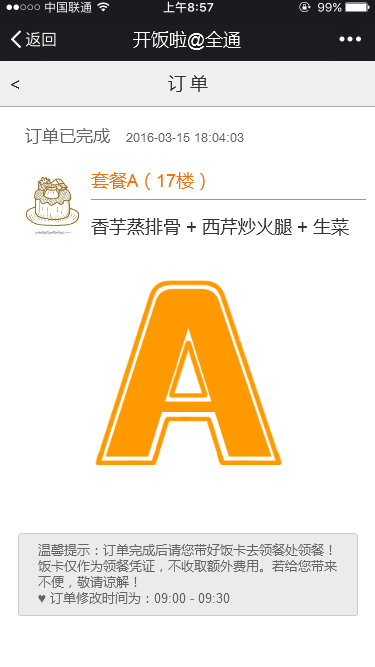 中国联通 上午8:57 99%
返回 开饭啦@全通
< 订单
订单已完成 2016-03-15 18:04:03
套餐A（17楼）
香芋蒸排骨 + 西芹炒火腿 + 生菜
A
温馨提示：订单完成后请您带好饭卡去领餐处领餐！
饭卡仅作为领餐凭证，不收取额外费用。若给您带来
不便，敬请谅解！
♥ 订单修改时间为：09:00 - 09:30